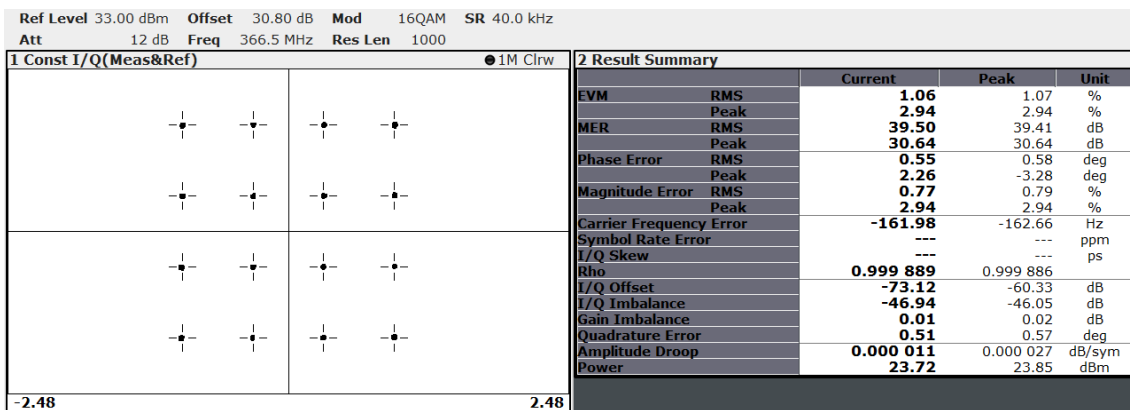 Ref Level 33.00 dBm Offset 30.80 dB Mod 16QAM SR 40.0 kHz
Att 12 dB Freq 366.5 MHz Res Len 1000
1 Const I/Q(Meas&Ref) 1M Clrw
-2.48 2.48
2 Result Summary
Current Peak Unit
EVM RMS 1.06 1.07 %
Peak 2.94 2.94 %
MER RMS 39.50 39.41 dB
Peak 30.64 30.64 dB
Phase Error RMS 0.55 0.58 deg
Peak 2.26 -3.28 deg
Magnitude Error RMS 0.77 0.79 %
Peak 2.94 2.94 %
Carrier Frequency Error -161.98 -162.66 Hz
Symbol Rate Error --- --- ppm
I/Q Skew --- --- ps
Rho 0.999 889 0.999 886
I/Q Offset -73.12 -60.33 dB
I/Q Imbalance -46.94 -46.05 dB
Gain Imbalance 0.01 0.02 dB
Quadrature Error 0.51 0.57 deg
Amplitude Droop 0.000 011 0.000 027 dB/sym
Power 23.72 23.85 dBm